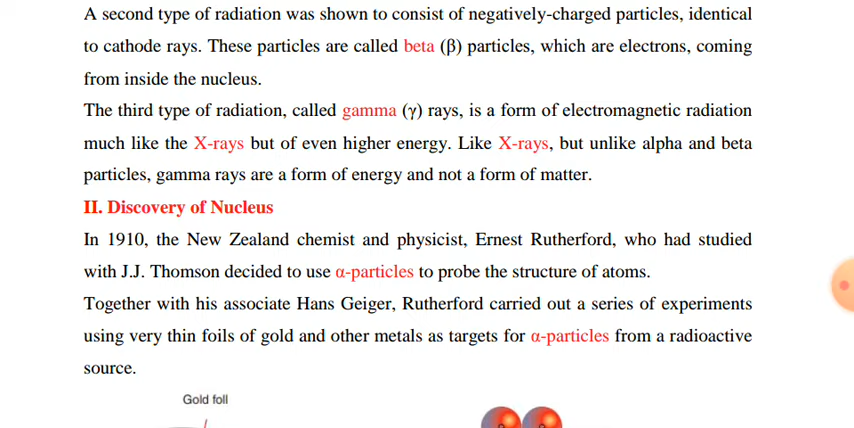 A second type of radiation was shown to consist of negatively-charged particles, identical
to cathode rays. These particles are called beta (β) particles, which are electrons, coming
from inside the nucleus.
The third type of radiation, called gamma (γ) rays, is a form of electromagnetic radiation
much like the X-rays but of even higher energy. Like X-rays, but unlike alpha and beta
particles, gamma rays are a form of energy and not a form of matter.
II. Discovery of Nucleus
In 1910, the New Zealand chemist and physicist, Ernest Rutherford, who had studied
with J.J. Thomson decided to use α-particles to probe the structure of atoms.
Together with his associate Hans Geiger, Rutherford carried out a series of experiments
using very thin foils of gold and other metals as targets for α-particles from a radioactive
source.
Gold foll